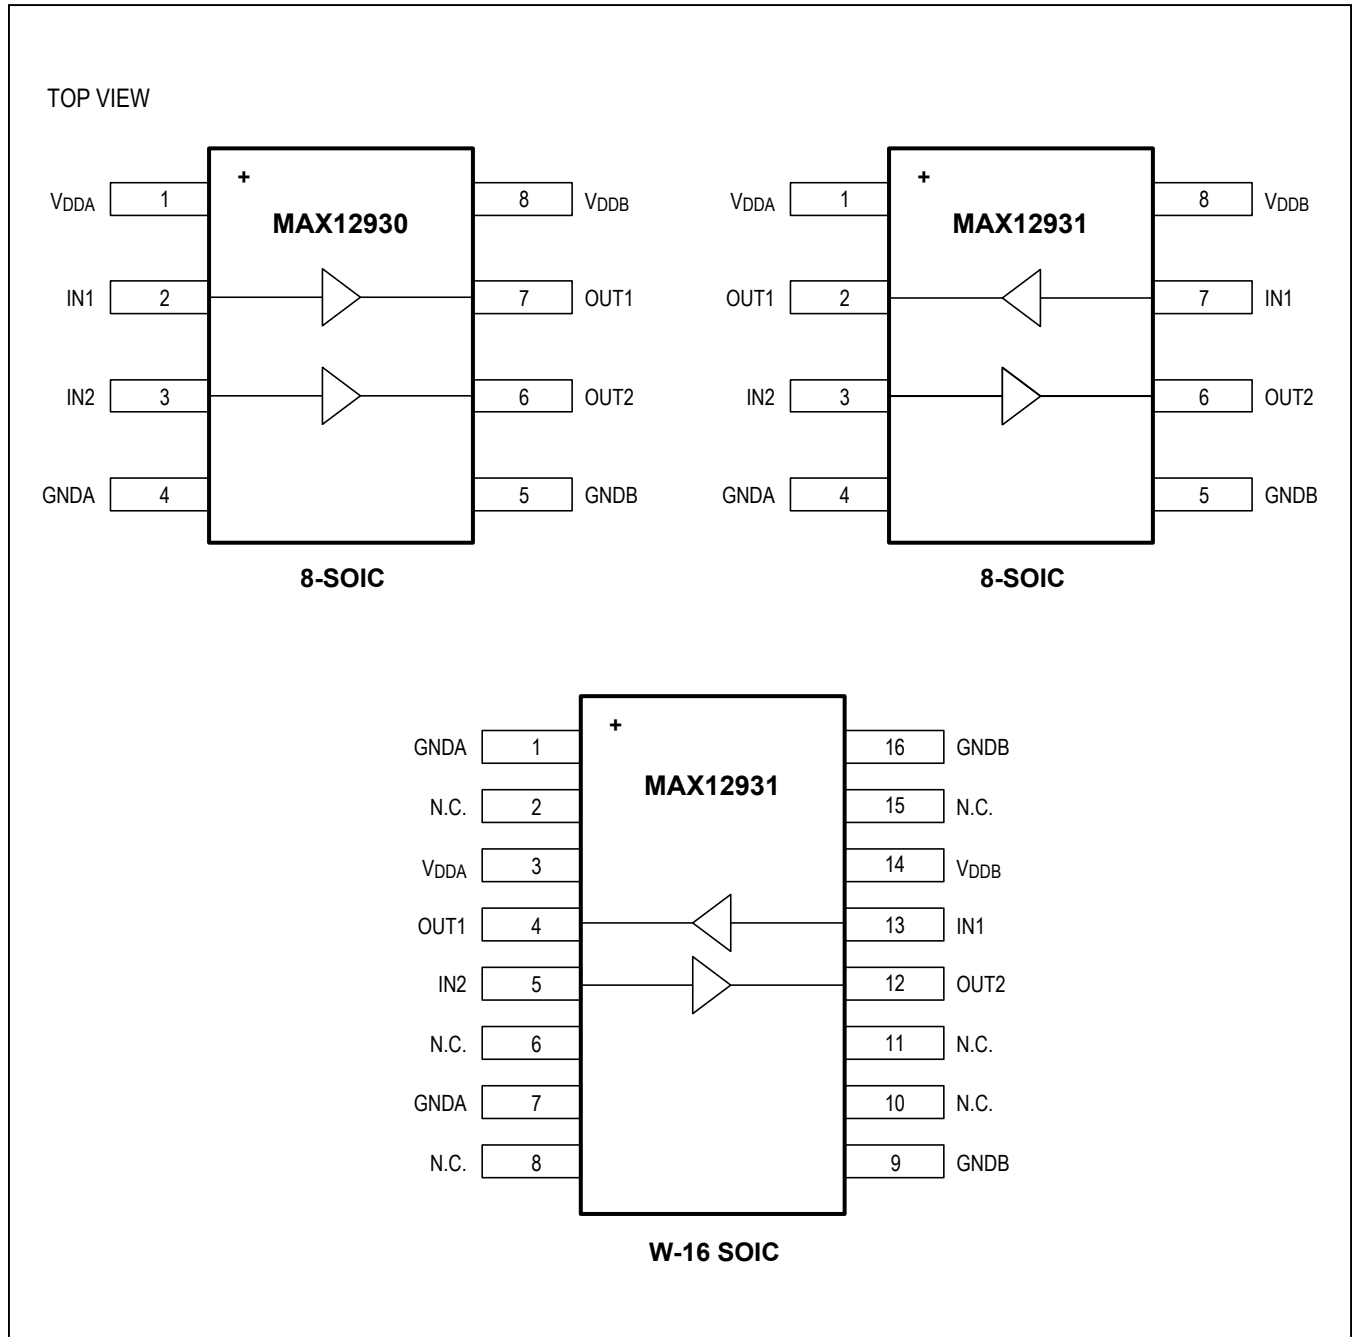 TOP VIEW
+
MAX12930
VDDA 1 8 VDDB
IN1 2 7 OUT1
IN2 3 6 OUT2
GNDA 4 5 GNDB
8-SOIC
+
MAX12931
VDDA 1 8 VDDB
OUT1 2 7 IN1
IN2 3 6 OUT2
GNDA 4 5 GNDB
8-SOIC
+
MAX12931
GNDA 1 16 GNDB
N.C. 2 15 N.C.
VDDA 3 14 VDDB
OUT1 4 13 IN1
IN2 5 12 OUT2
N.C. 6 11 N.C.
GNDA 7 10 N.C.
N.C. 8 9 GNDB
W-16 SOIC